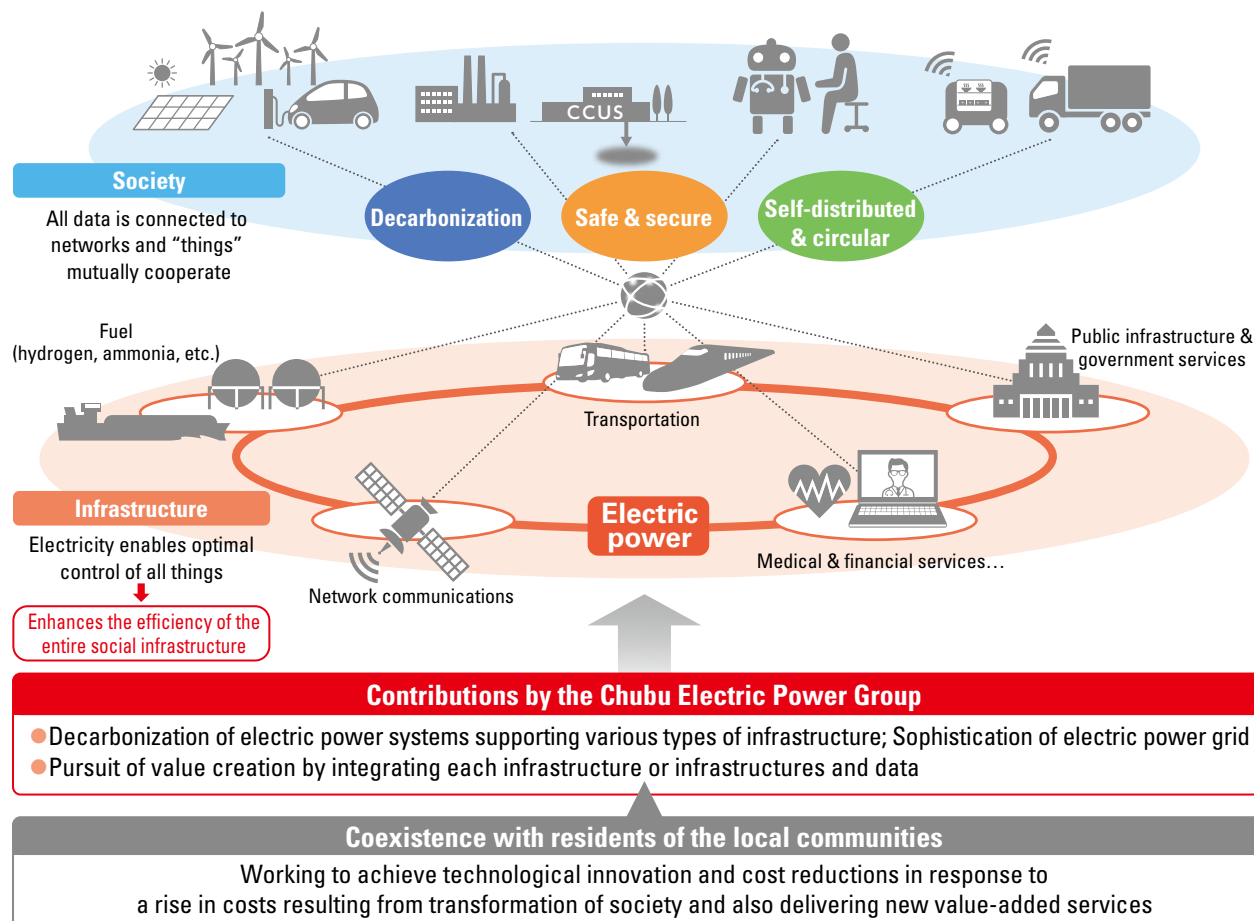 CCUS
Society
All data is connected to
networks and “things”
mutually cooperate
Decarbonization
Safe & secure
Self-distributed
& circular
Fuel
(hydrogen, ammonia, etc.)
Transportation
Public infrastructure &
government services
Infrastructure
Electricity enables optimal
control of all things
Enhances the efficiency of the
entire social infrastructure
Network communications
Electric
power
Medical & financial services…
Contributions by the Chubu Electric Power Group
●Decarbonization of electric power systems supporting various types of infrastructure; Sophistication of electric power grid
●Pursuit of value creation by integrating each infrastructure or infrastructures and data
Coexistence with residents of the local communities
Working to achieve technological innovation and cost reductions in response to
a rise in costs resulting from transformation of society and also delivering new value-added services